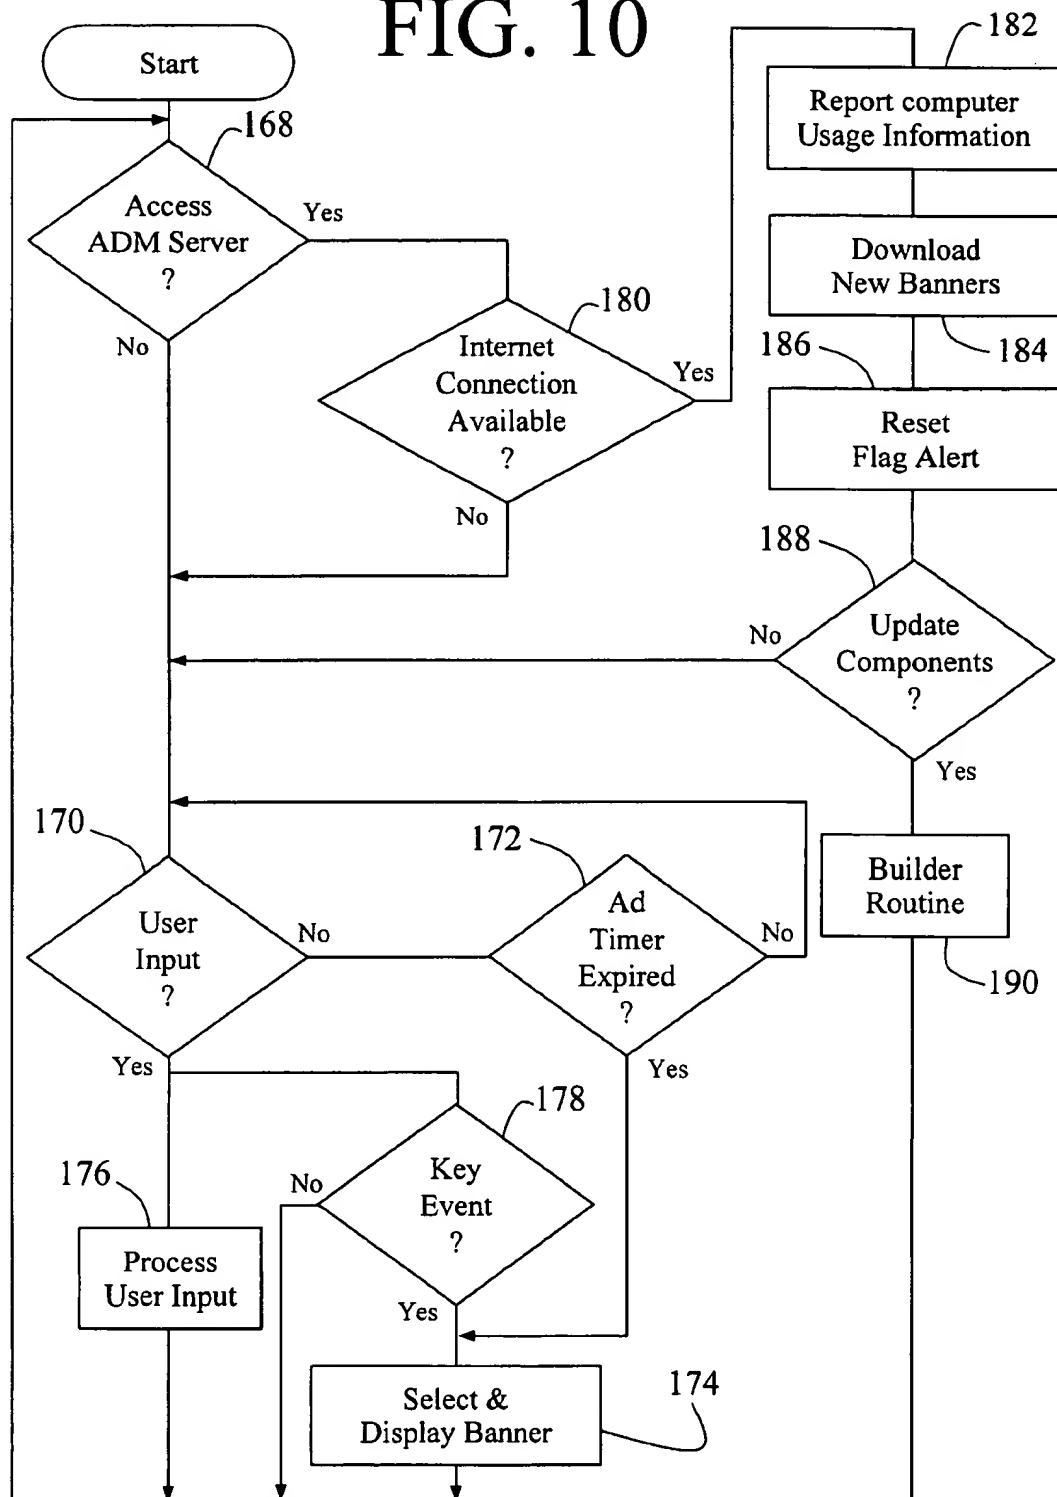 FIG. 10
Start
168
Access
ADM Server
?
Yes
No
180
Internet
Connection
Available
?
Yes
No
182
Report computer
Usage Information
Download
New Banners
184
186
Reset
Flag Alert
188
Update
Components
?
No
Yes
Builder
Routine
190
170
User
Input
?
No
Yes
172
Ad
Timer
Expired
?
No
Yes
178
Key
Event
?
No
Yes
176
Process
User Input
174
Select &
Display Banner